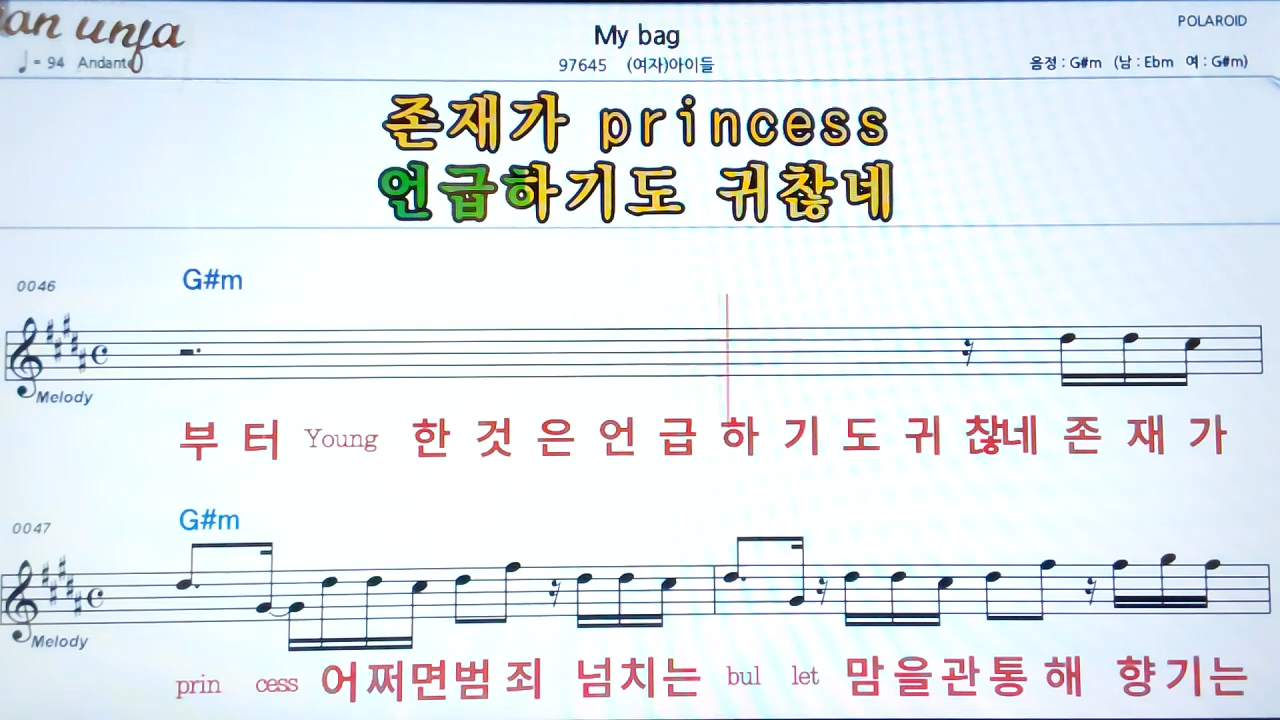 an unja
POLAROID
My bag
♩= 94 Andante
97645 (여자)아이들
음정 : G#m (남 : Ebm 여 : G#m)
존재가 princess
언급하기도 귀찮네
0046
G#m
Melody
부 터 Young 한 것 은 언 급 하 기 도 귀 찮네 존 재 가
0047
G#m
Melody
prin cess 어쩌면범 죄 넘치는 bul let 맘 을관통 해 향기는